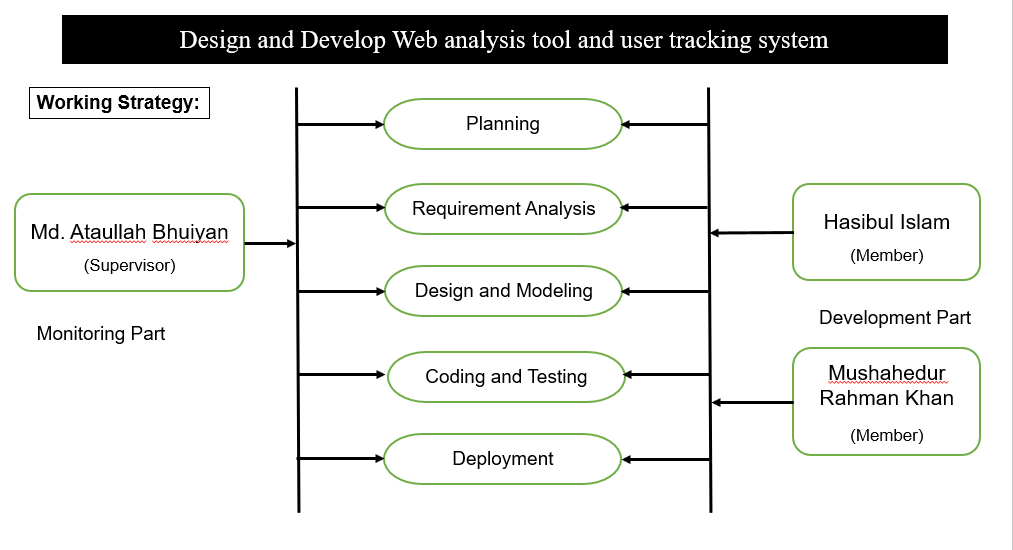 Design and Develop Web analysis tool and user tracking system
Working Strategy:
Planning
Requirement Analysis
Design and Modeling
Coding and Testing
Deployment
Md. Ataullah Bhuiyan
(Supervisor)
Monitoring Part
Hasibul Islam
(Member)
Development Part
Mushahedur
Rahman Khan
(Member)